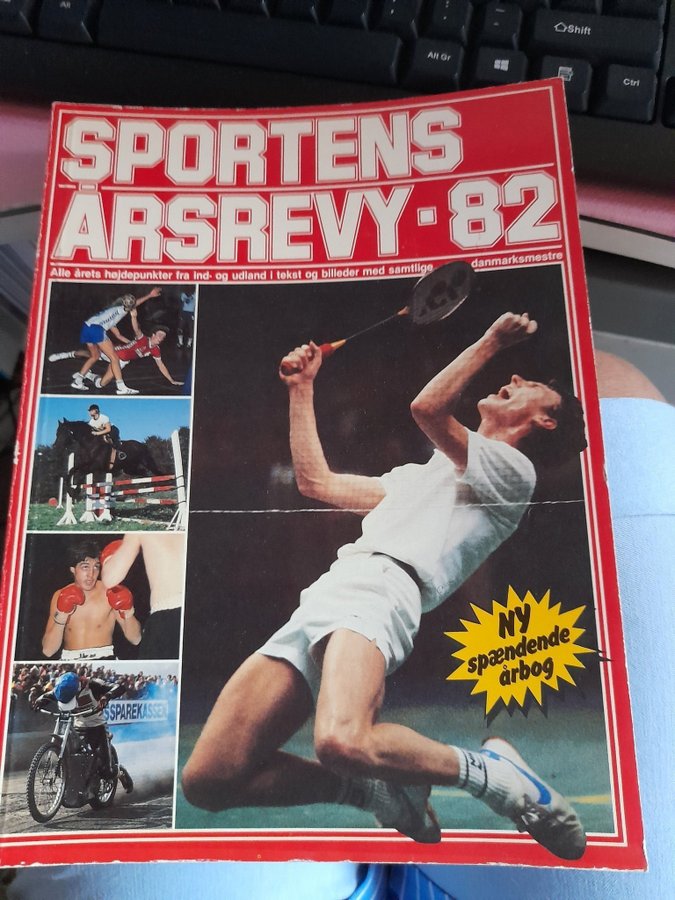 Shift
Alt Gr
Ctrl
SPORTENS
ÅRSREVY-82
Alle årets højdepunkter fra ind- og udland i tekst og billeder med samtlige danmarksmestre
NY
spændende
årbog
SPAREKASSE